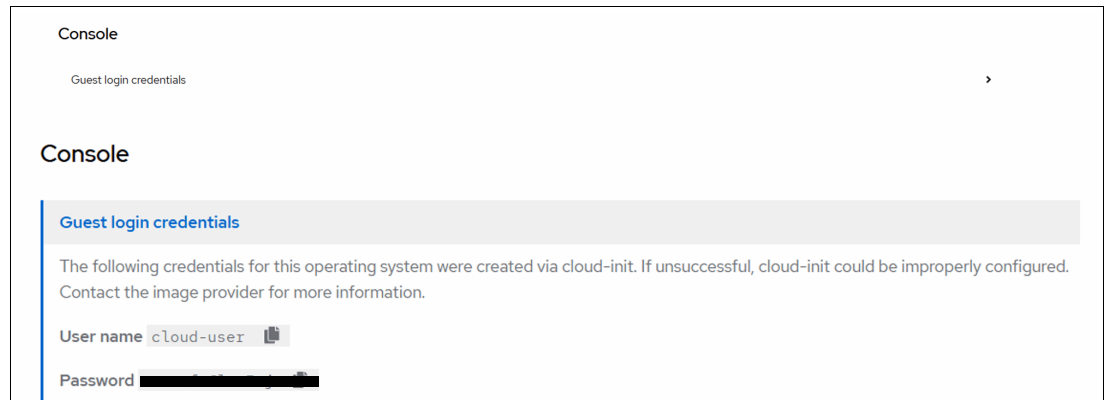 Console
Guest login credentials
Console
Guest login credentials
The following credentials for this operating system were created via cloud-init. If unsuccessful, cloud-init could be improperly configured.
Contact the image provider for more information.
User name cloud-user
Password